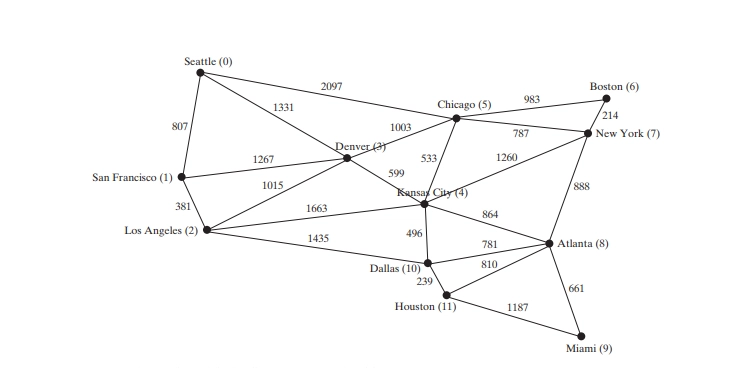 Seattle (0)
2097
Boston (6)
983
Chicago (5)
1331
214
807
1003
787
New York (7)
Denver (3)
1267
533
1260
599
San Francisco (1)
1015
888
Kansas City (4)
381
1663
864
Los Angeles (2)
496
1435
781
Atlanta (8)
Dallas (10)
810
239
661
Houston (11)
1187
Miami (9)